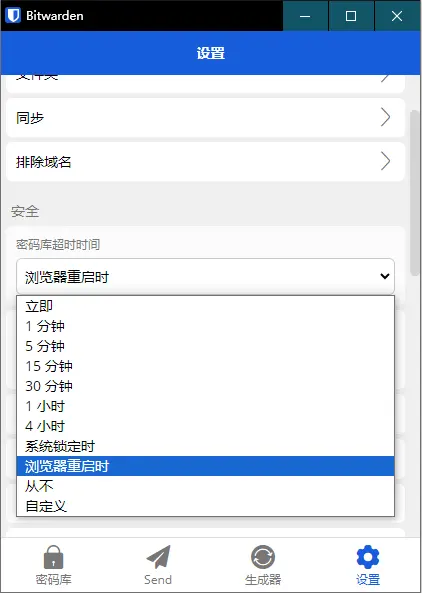 Bitwarden
设置
文件夹
同步
排除域名
安全
密码库超时时间
浏览器重启时
立即
1 分钟
5 分钟
15 分钟
30 分钟
1 小时
4 小时
系统锁定时
浏览器重启时
从不
自定义
密码库
Send
生成器
设置